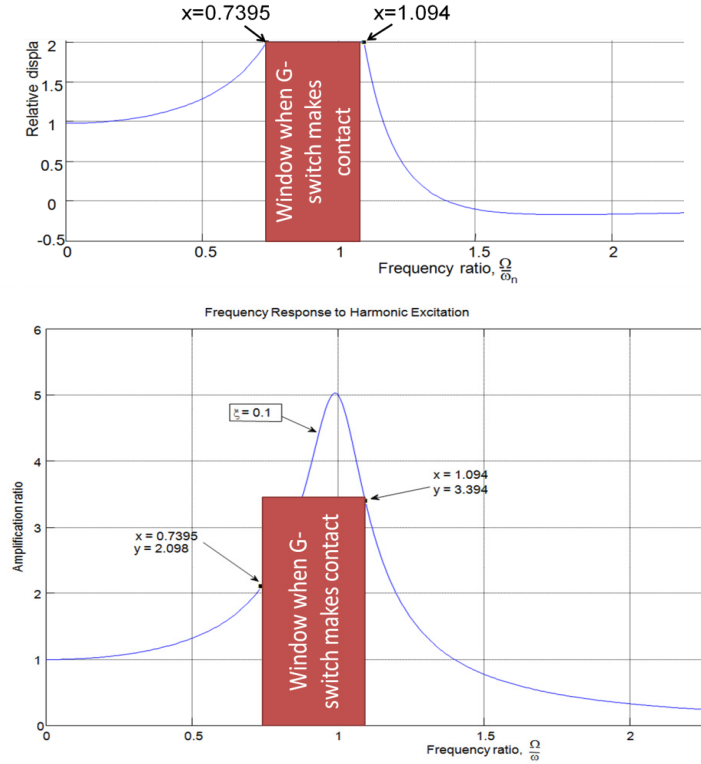 x=0.7395
x=1.094
2
Relative displa
1
0.5
0
-0.5
Window when G-
switch makes
contact
0
0.5
1
1.5
2
Frequency ratio, Ω/ωn
Frequency Response to Harmonic Excitation
6
5
4
3
2
1
0
Amplification ratio
ξ = 0.1
x = 1.094
y = 3.394
x = 0.7395
y = 2.098
Window when G-
switch makes contact
0
0.5
1
1.5
2
Frequency ratio, Ω/ω